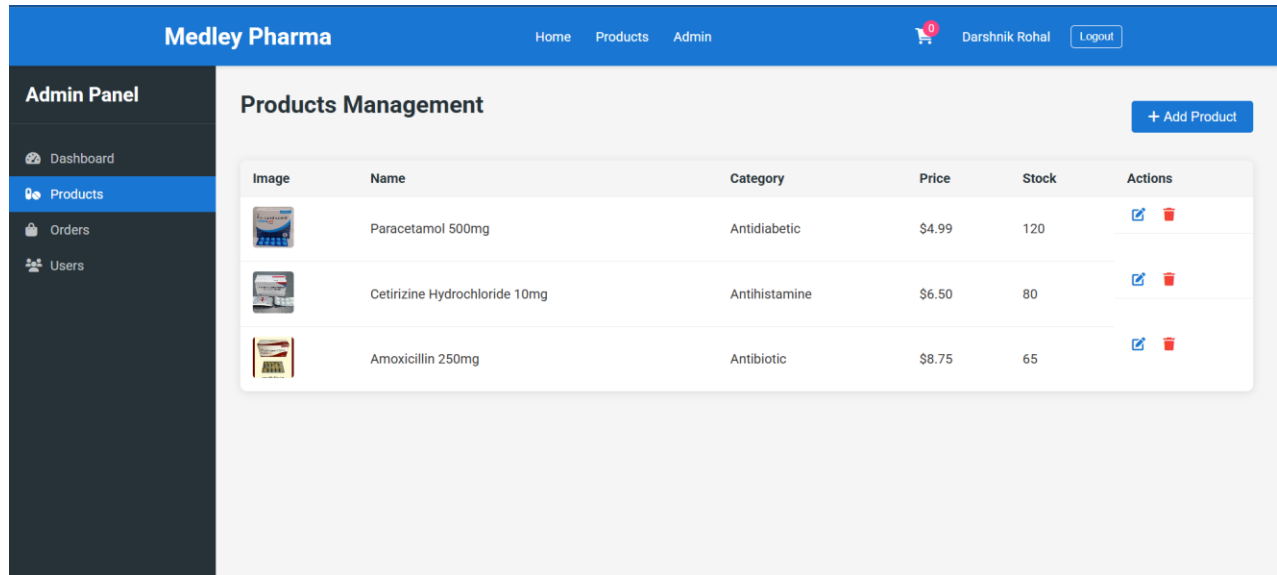 Medley Pharma Home Products Admin 0 Darshnik Rohal Logout
Admin Panel
Dashboard
Products
Orders
Users
Products Management
+ Add Product
Image Name Category Price Stock Actions
Paracetamol 500mg Antidiabetic $4.99 120
Cetirizine Hydrochloride 10mg Antihistamine $6.50 80
Amoxicillin 250mg Antibiotic $8.75 65